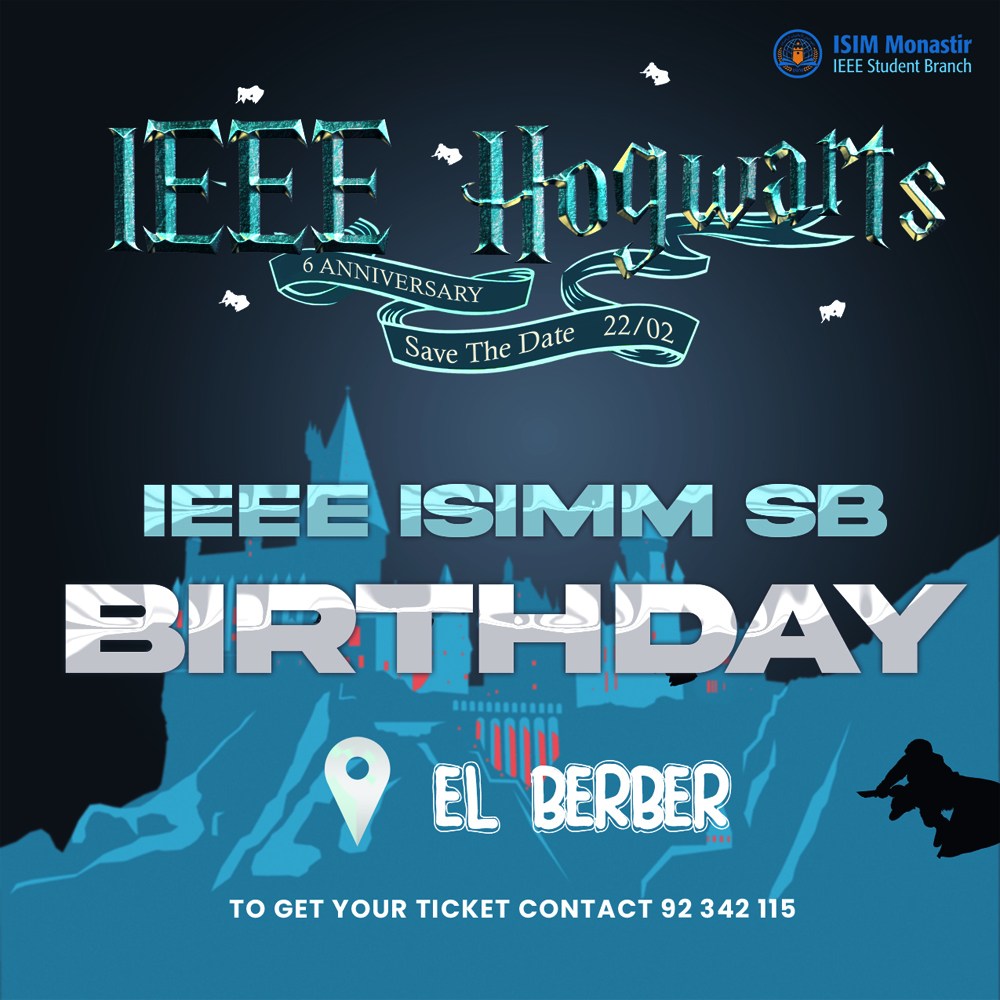 ISIM Monastir
IEEE Student Branch
IEEE Hogwarts
6 ANNIVERSARY
Save The Date 22/02
IEEE ISIMM SB
BIRTHDAY
EL BERBER
TO GET YOUR TICKET CONTACT 92 342 115